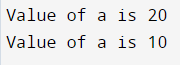 Value of a is 20
Value of a is 10